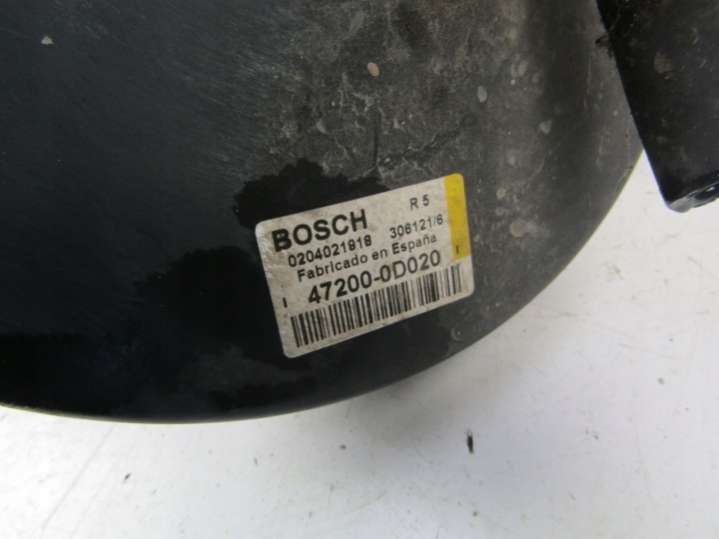 BOSCH R 5
0204021918 306121/6
Fabricado en España
47200-0D020